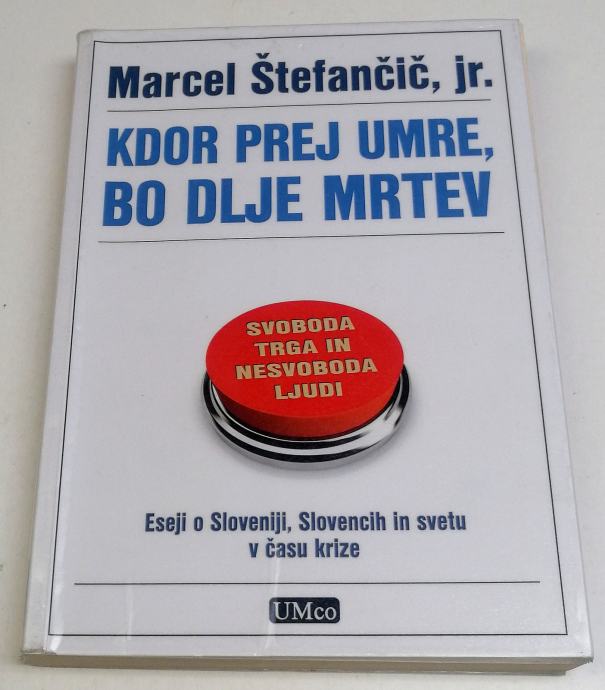 Marcel Štefančič, jr.
KDOR PREJ UMRE,
BO DLJE MRTEV
SVOBODA
TRGA IN
NESVOBODA
LJUDI
Eseji o Sloveniji, Slovencih in svetu
v času krize
UMco